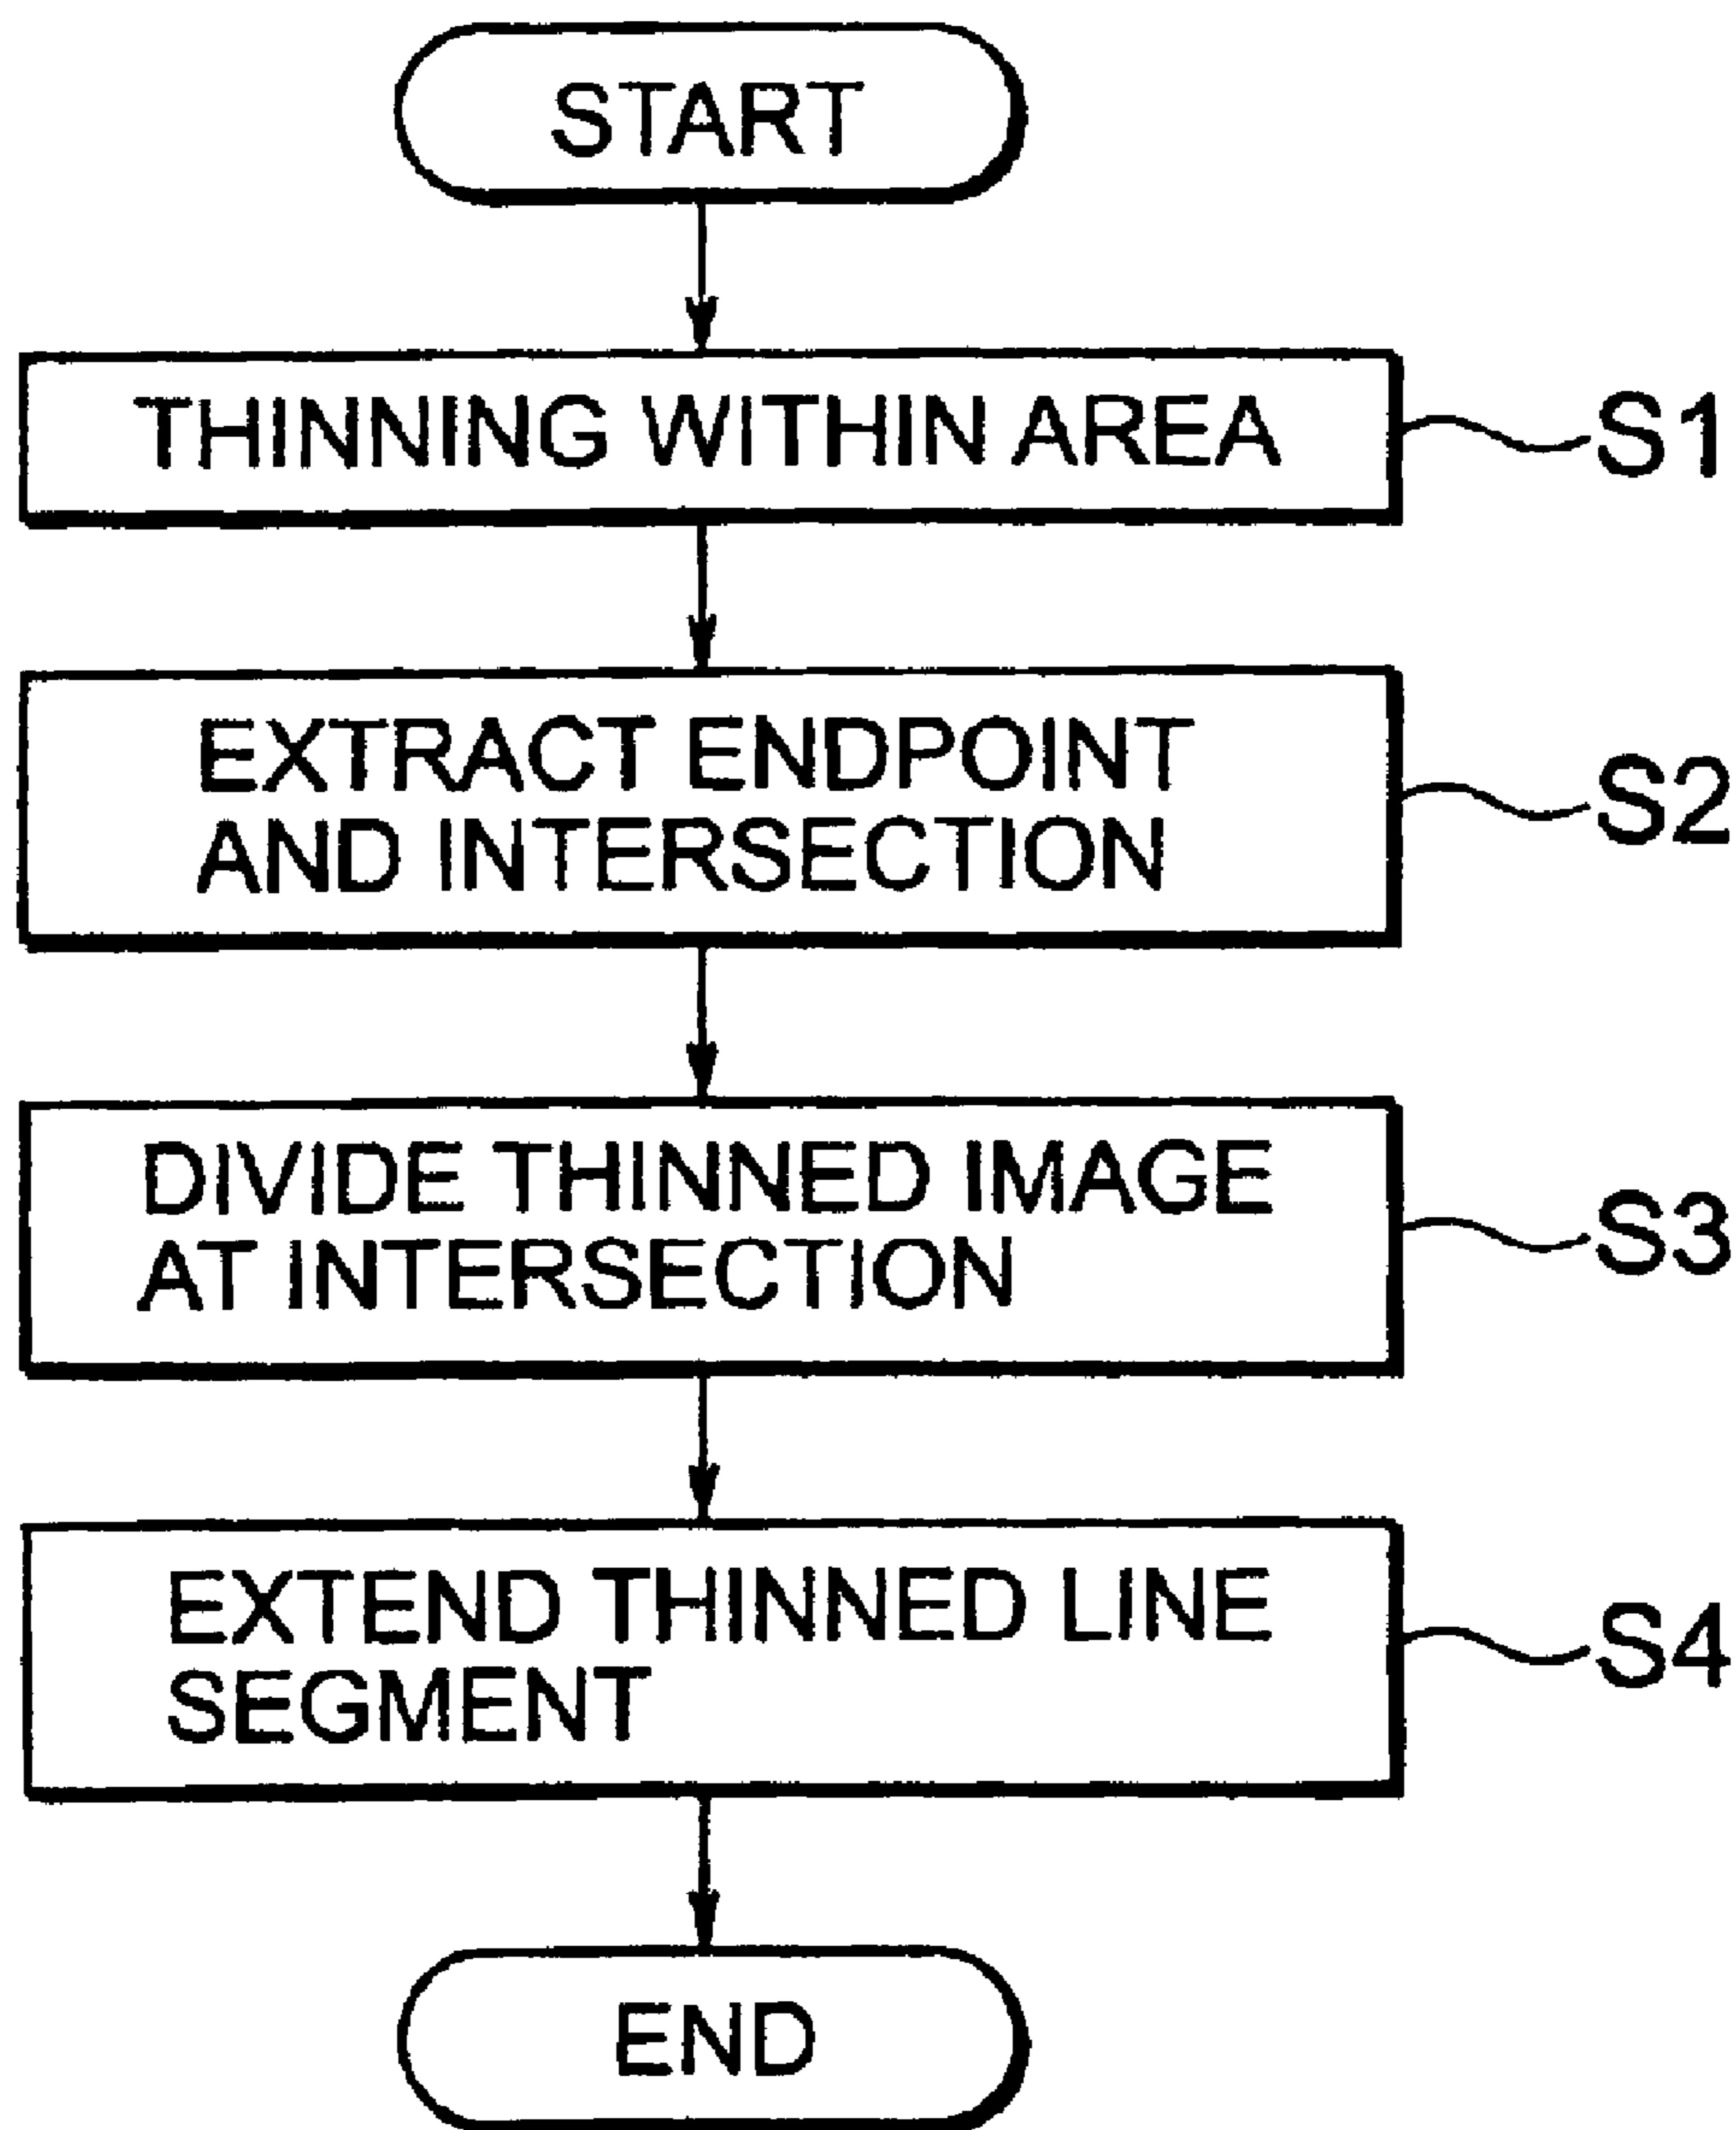 START
THINNING WITHIN AREA
S1
EXTRACT ENDPOINT
AND INTERSECTION
S2
DIVIDE THINNED IMAGE
AT INTERSECTION
S3
EXTEND THINNED LINE
SEGMENT
S4
END